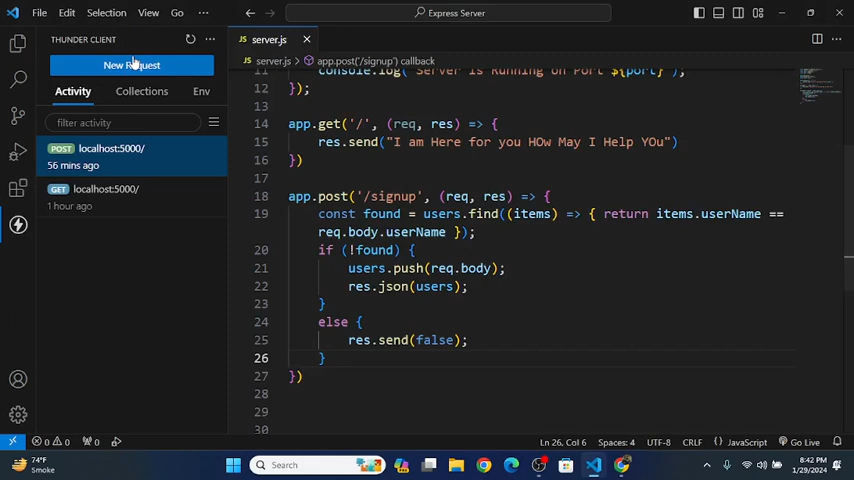 File Edit Selection View Go ··· Express Server
THUNDER CLIENT ···
New Request
Activity Collections Env
filter activity
POST localhost:5000/
56 mins ago
GET localhost:5000/
1 hour ago
JS server.js
JS server.js > app.post('/signup') callback
11 console.log(`Server is Running on Port ${port}`);
12 });
13
14 app.get('/', (req, res) => {
15 res.send("I am Here for you HOw May I Help YOu")
16 })
17
18 app.post('/signup', (req, res) => {
19 const found = users.find((items) => { return items.userName ==
req.body.userName });
20 if (!found) {
21 users.push(req.body);
22 res.json(users);
23 }
24 else {
25 res.send(false);
26 }
27 })
28
29
30
0 0 0 Ln 26, Col 6 Spaces: 4 UTF-8 CRLF {} JavaScript Go Live
74°F
Smoke
Search
8:42 PM
1/29/2024